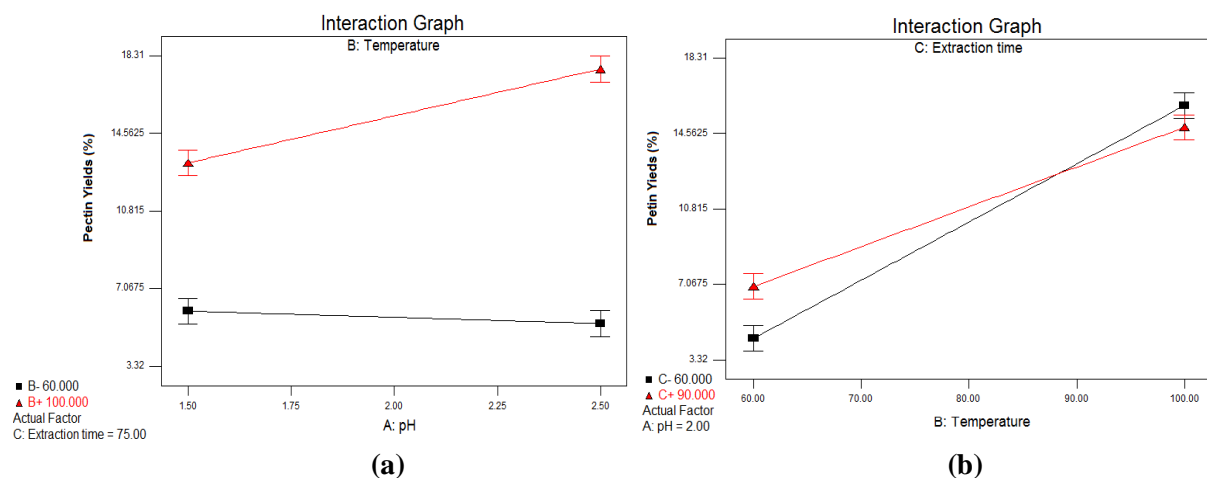 Interaction Graph
B: Temperature
18.31
14.5625
10.815
7.0675
3.32
Pectin Yields (%)
1.50 1.75 2.00 2.25 2.50
A: pH
B- 60.000
B+ 100.000
Actual Factor
C: Extraction time = 75.00
(a)
Interaction Graph
C: Extraction time
18.31
14.5625
10.815
7.0675
3.32
Petin Yieds (%)
60.00 70.00 80.00 90.00 100.00
B: Temperature
C- 60.000
C+ 90.000
Actual Factor
A: pH = 2.00
(b)